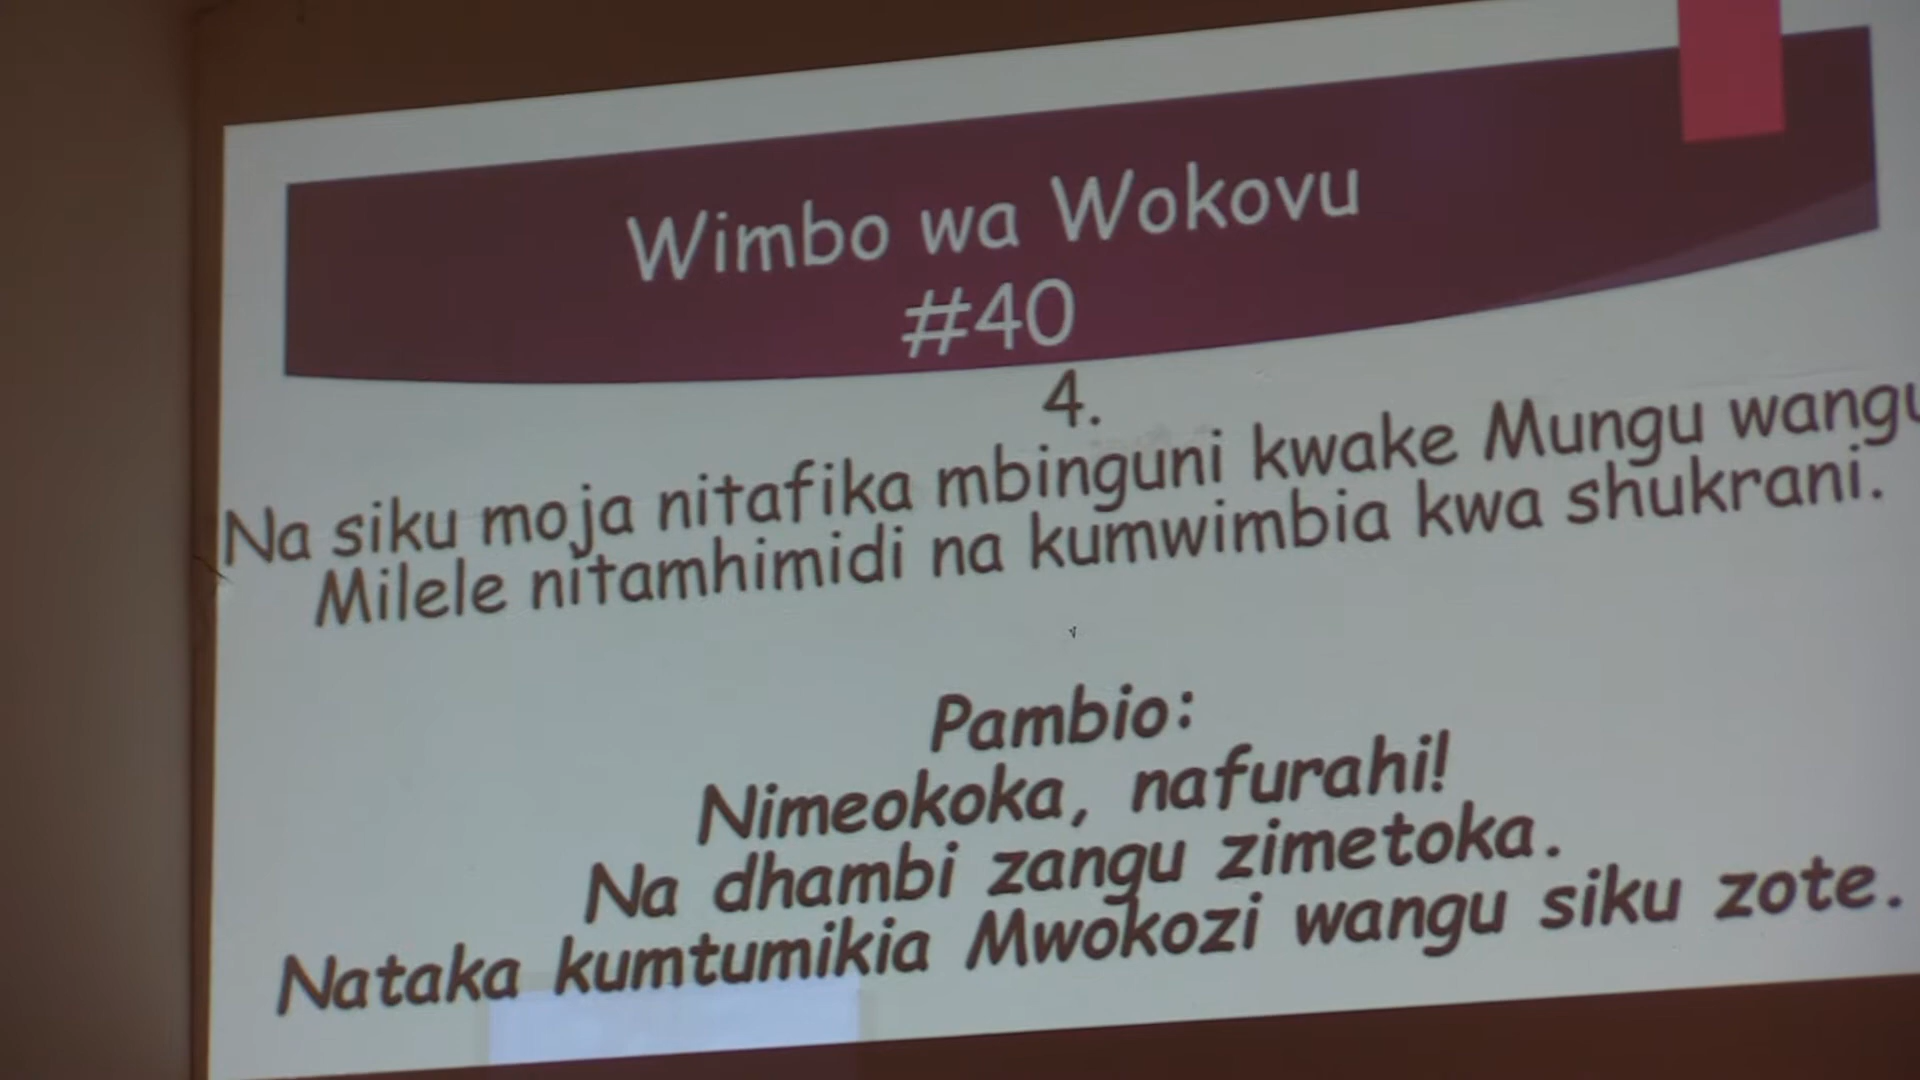 Wimbo wa Wokovu
#40
4.
Na siku moja nitafika mbinguni kwake Mungu wangu
Milele nitamhimidi na kumwimbia kwa shukrani.
Pambio:
Nimeokoka, nafurahi!
Na dhambi zangu zimetoka.
Nataka kumtumikia Mwokozi wangu siku zote.